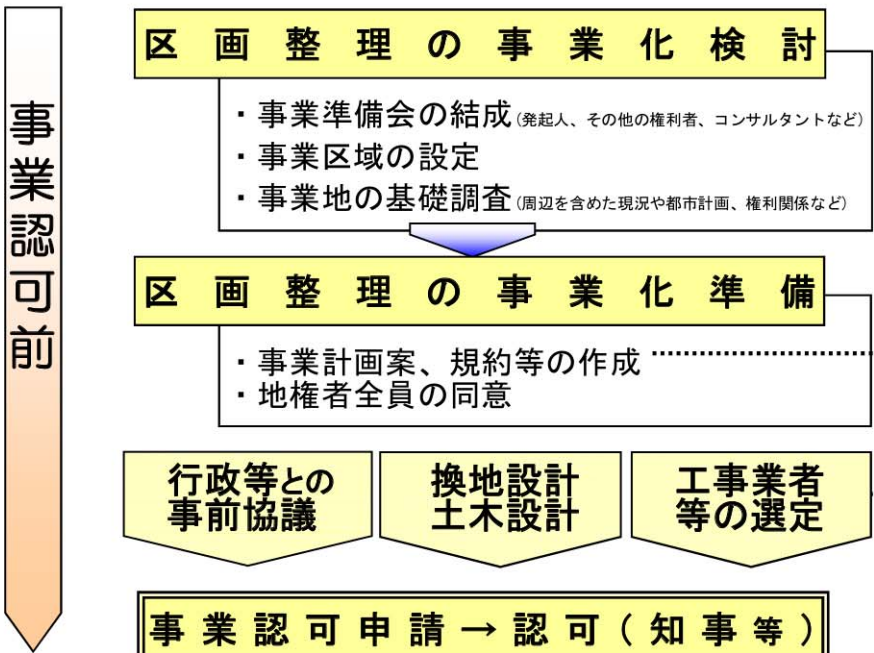 事業認可前
区画整理の事業化検討
・事業準備会の結成(発起人、その他の権利者、コンサルタントなど)
・事業区域の設定
・事業地の基礎調査(周辺を含めた現況や都市計画、権利関係など)
区画整理の事業化準備
・事業計画案、規約等の作成
・地権者全員の同意
行政等との
事前協議
換地設計
土木設計
工事業者
等の選定
事業認可申請→認可(知事等)